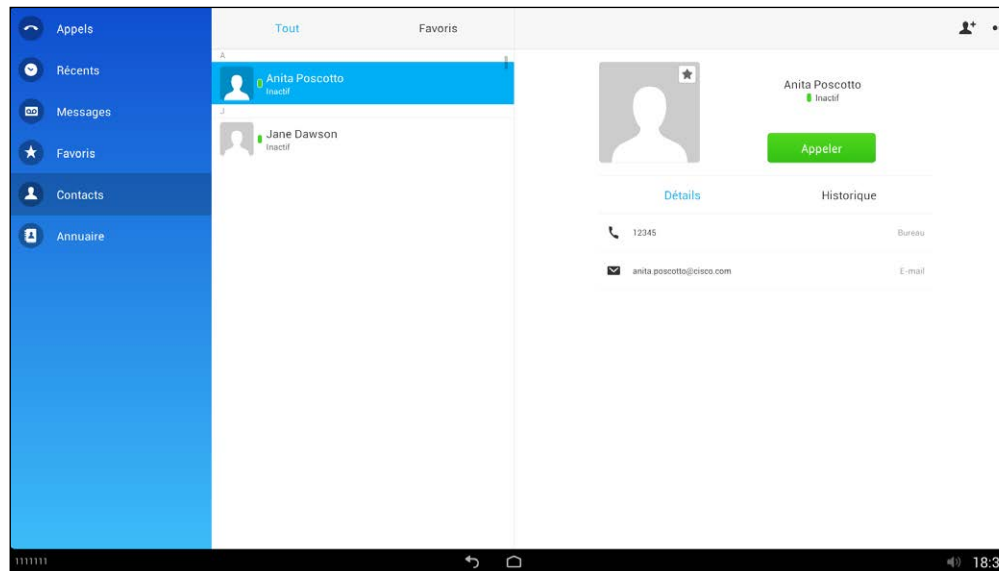 Appels
Récents
Messages
Favoris
Contacts
Annuaire
Tout Favoris
A
Anita Poscotto
Inactif
J
Jane Dawson
Inactif
Anita Poscotto
Inactif
Appeler
Détails Historique
12345 Bureau
anita.poscotto@cisco.com E-mail
1111111
18:3